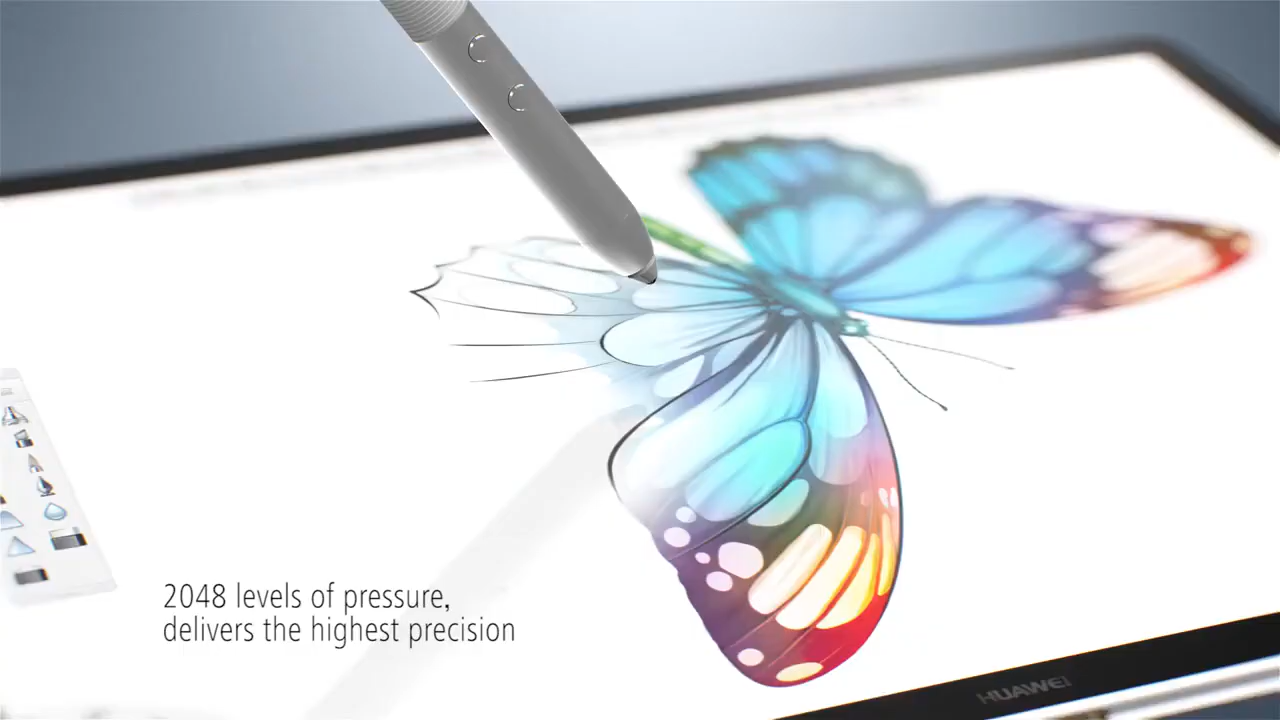 2048 levels of pressure,
delivers the highest precision
HUAWEI